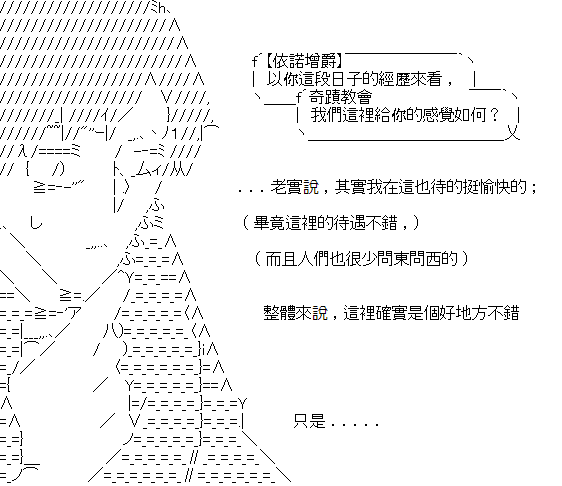 【依諾增爵】
以你這段日子的經歷來看，
奇蹟教會
我們這裡給你的感覺如何？
...老實說，其實我在這也待的挺愉快的；
（畢竟這裡的待遇不錯，）
（而且人們也很少問東問西的）
整體來說，這裡確實是個好地方不錯
只是.....